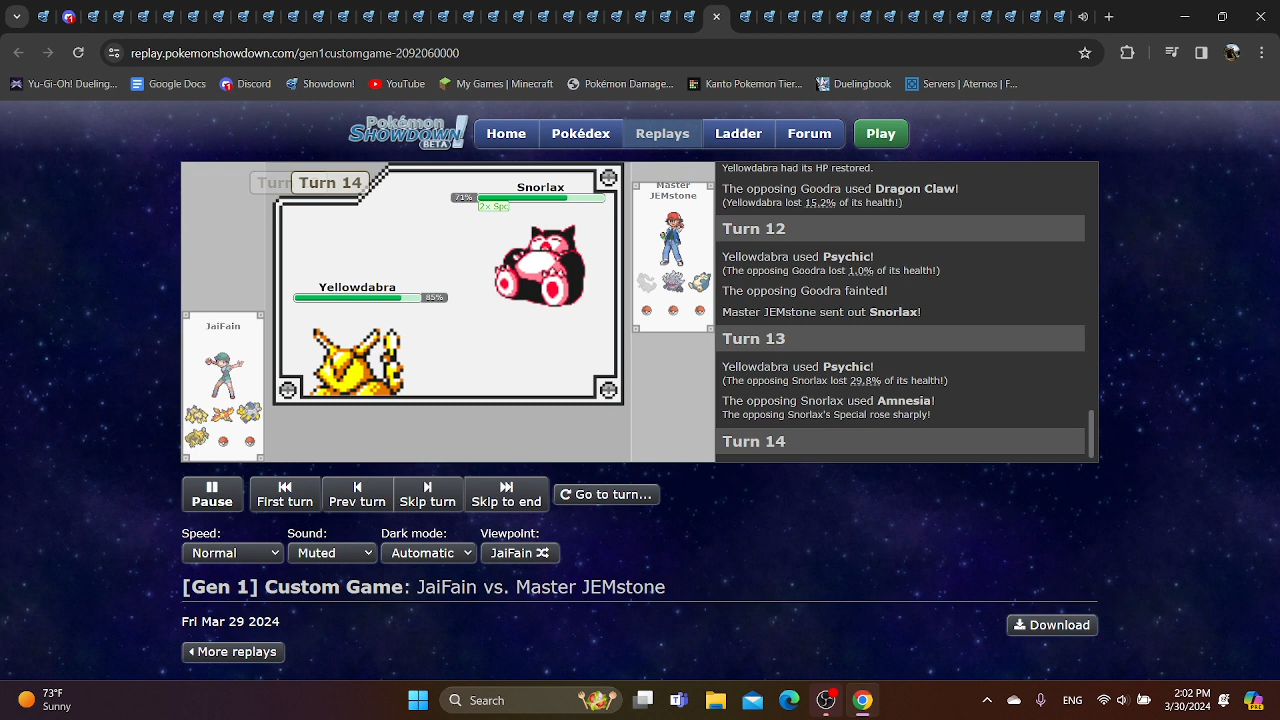 replay.pokemonshowdown.com/gen1customgame-2092060000
Yu-Gi-Oh! Dueling...
Google Docs
Discord
Showdown!
YouTube
My Games | Minecraft
Pokémon Damage...
Kanto Pokemon Tier...
Duelingbook
Servers | Aternos | F...
Pokémon
SHOWDOWN!
BETA
Home
Pokédex
Replays
Ladder
Forum
Play
Turn 14
Snorlax
71%
2x Spc
Yellowdabra
85%
JaiFain
Master
JEMstone
Yellowdabra had its HP restored.
The opposing Goodra used Dragon Claw!
(Yellowdabra lost 15.2% of its health!)
Turn 12
Yellowdabra used Psychic!
(The opposing Goodra lost 1.0% of its health!)
The opposing Goodra fainted!
Master JEMstone sent out Snrlax!
Turn 13
Yellowdabra used Psychic!
(The opposing Snorlax lost 29.8% of its health!)
The opposing Snorlax used Amnesia!
The opposing Snorlax's Special rose sharply!
Turn 14
Pause
First turn
Prev turn
Skip turn
Skip to end
Go to turn...
Speed:
Sound:
Dark mode:
Viewpoint:
Normal
Muted
Automatic
JaiFain
[Gen 1] Custom Game: JaiFain vs. Master JEMstone
Fri Mar 29 2024
Download
More replays
73°F
Sunny
Search
ENG
2:02 PM
3/30/2024
PRE